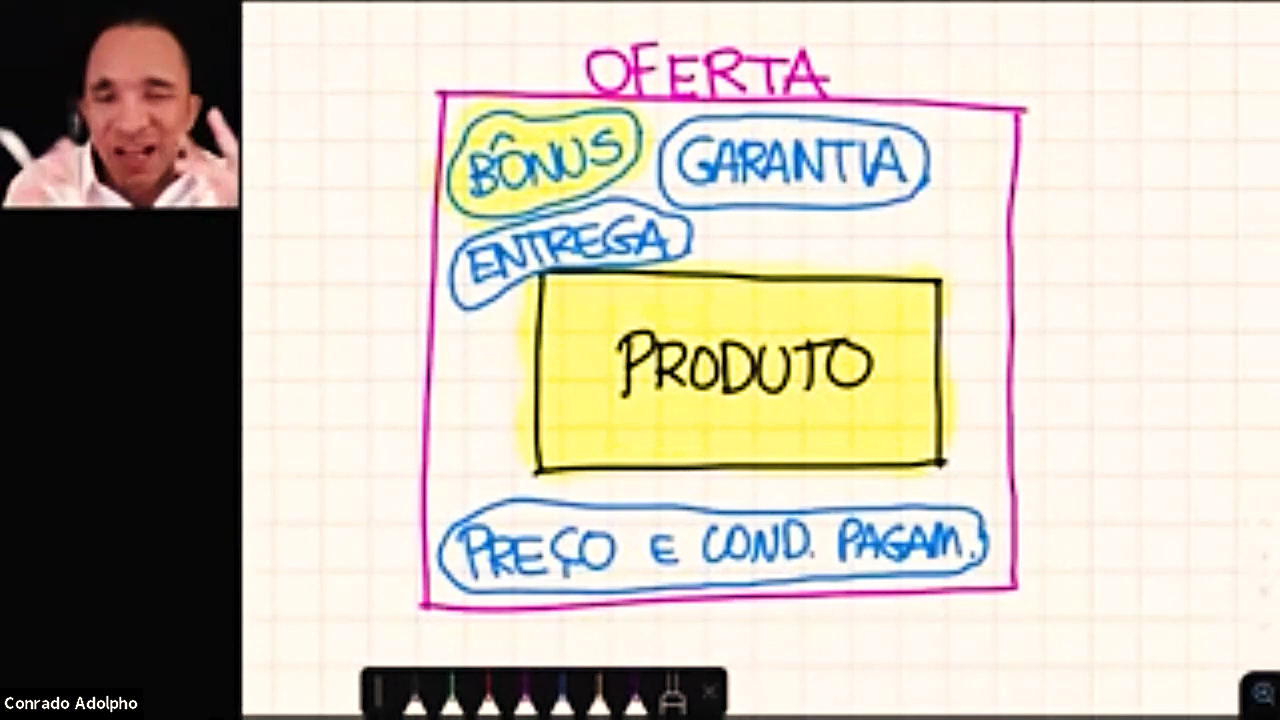 OFERTA
BÔNUS
GARANTIA
ENTREGA
PRODUTO
PREÇO E COND. PAGAM.
Conrado Adolpho